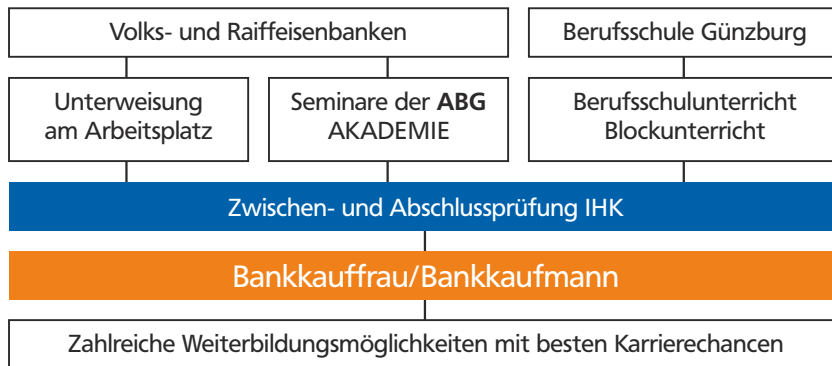 Volks- und Raiffeisenbanken
Berufsschule Günzburg
Unterweisung
am Arbeitsplatz
Seminare der ABG
AKADEMIE
Berufsschulunterricht
Blockunterricht
Zwischen- und Abschlussprüfung IHK
Bankkauffrau/Bankkaufmann
Zahlreiche Weiterbildungsmöglichkeiten mit besten Karrierechancen